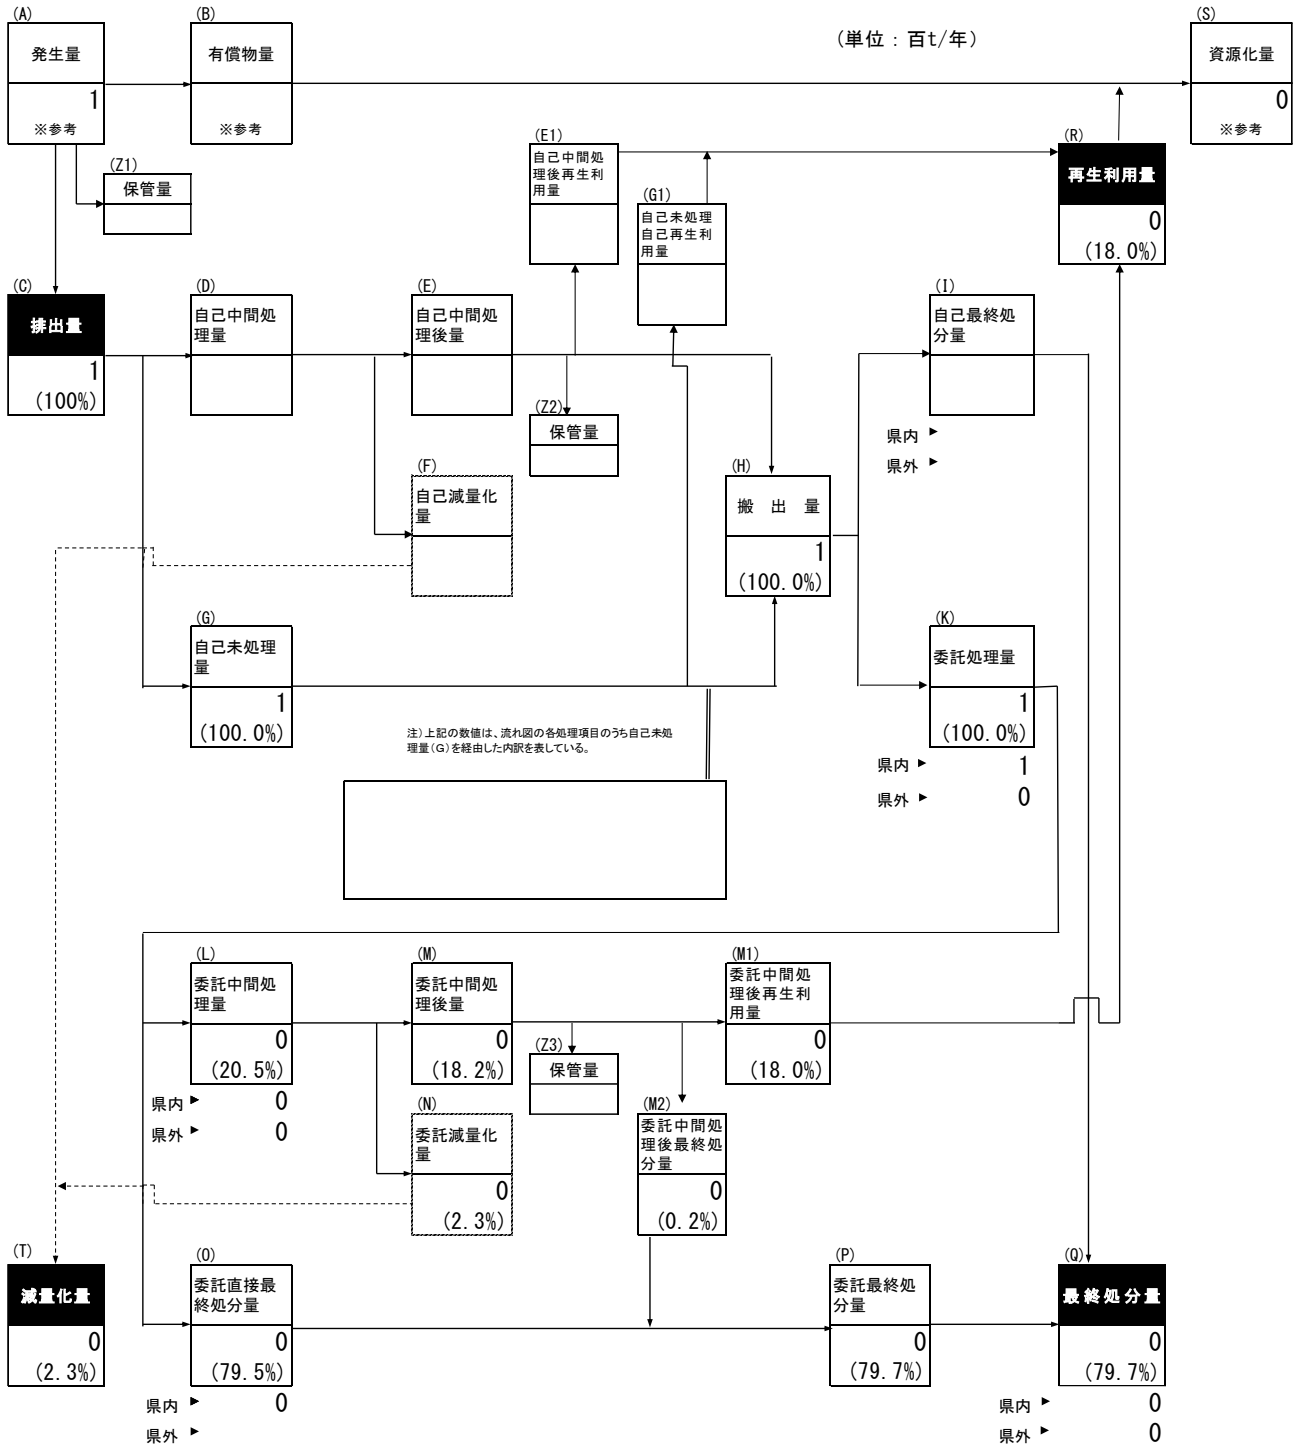 (A)
発生量
1
※参考
(B)
有償物量
※参考
(単位：百t/年)
(S)
資源化量
0
※参考
(Z1)
保管量
(E1)
自己中間処
理後再生利
用量
(G1)
自己未処理
自己再生利
用量
(R)
再生利用量
0
(18.0%)
(C)
排出量
1
(100%)
(D)
自己中間処
理量
(E)
自己中間処
理後量
(Z2)
保管量
(I)
自己最終処
分量
県内
県外
(F)
自己減量化
量
(H)
搬 出 量
1
(100.0%)
(G)
自己未処理
量
1
(100.0%)
(K)
委託処理量
1
(100.0%)
県内 1
県外 0
注）上記の数値は、流れ図の各処理項目のうち自己未処
理量(G)を経由した内訳を表している。
(L)
委託中間処
理量
0
(20.5%)
県内 0
県外 0
(M)
委託中間処
理後量
0
(18.2%)
(Z3)
保管量
(M1)
委託中間処
理後再生利
用量
0
(18.0%)
(N)
委託減量化
量
0
(2.3%)
(M2)
委託中間処
理後最終処
分量
0
(0.2%)
(T)
減量化量
0
(2.3%)
(O)
委託直接最
終処分量
0
(79.5%)
県内 0
県外
(P)
委託最終処
分量
0
(79.7%)
(Q)
最終処分量
0
(79.7%)
県内 0
県外 0